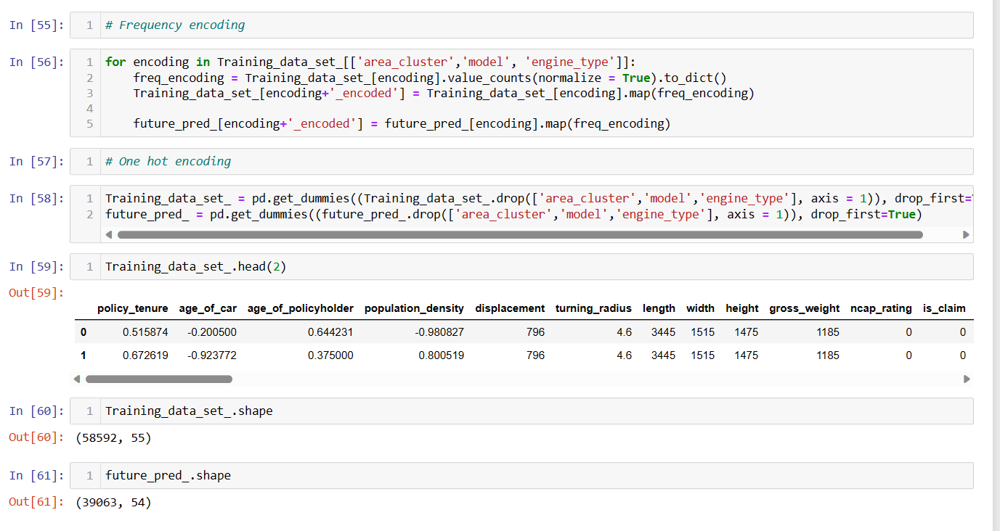 In [55]: 1 # Frequency encoding
In [56]: 1 for encoding in Training_data_set_[['area_cluster','model', 'engine_type']]:
2 freq_encoding = Training_data_set_[encoding].value_counts(normalize = True).to_dict()
3 Training_data_set_[encoding+'_encoded'] = Training_data_set_[encoding].map(freq_encoding)
4
5 future_pred_[encoding+'_encoded'] = future_pred_[encoding].map(freq_encoding)
In [57]: 1 # One hot encoding
In [58]: 1 Training_data_set_ = pd.get_dummies((Training_data_set_.drop(['area_cluster','model','engine_type'], axis = 1)), drop_first=
2 future_pred_ = pd.get_dummies((future_pred_.drop(['area_cluster','model','engine_type'], axis = 1)), drop_first=True)
In [59]: 1 Training_data_set_.head(2)
Out[59]:
policy_tenure age_of_car age_of_policyholder population_density displacement turning_radius length width height gross_weight ncap_rating is_claim
0 0.515874 -0.200500 0.644231 -0.980827 796 4.6 3445 1515 1475 1185 0 0
1 0.672619 -0.923772 0.375000 0.800519 796 4.6 3445 1515 1475 1185 0 0
In [60]: 1 Training_data_set_.shape
Out[60]: (58592, 55)
In [61]: 1 future_pred_.shape
Out[61]: (39063, 54)